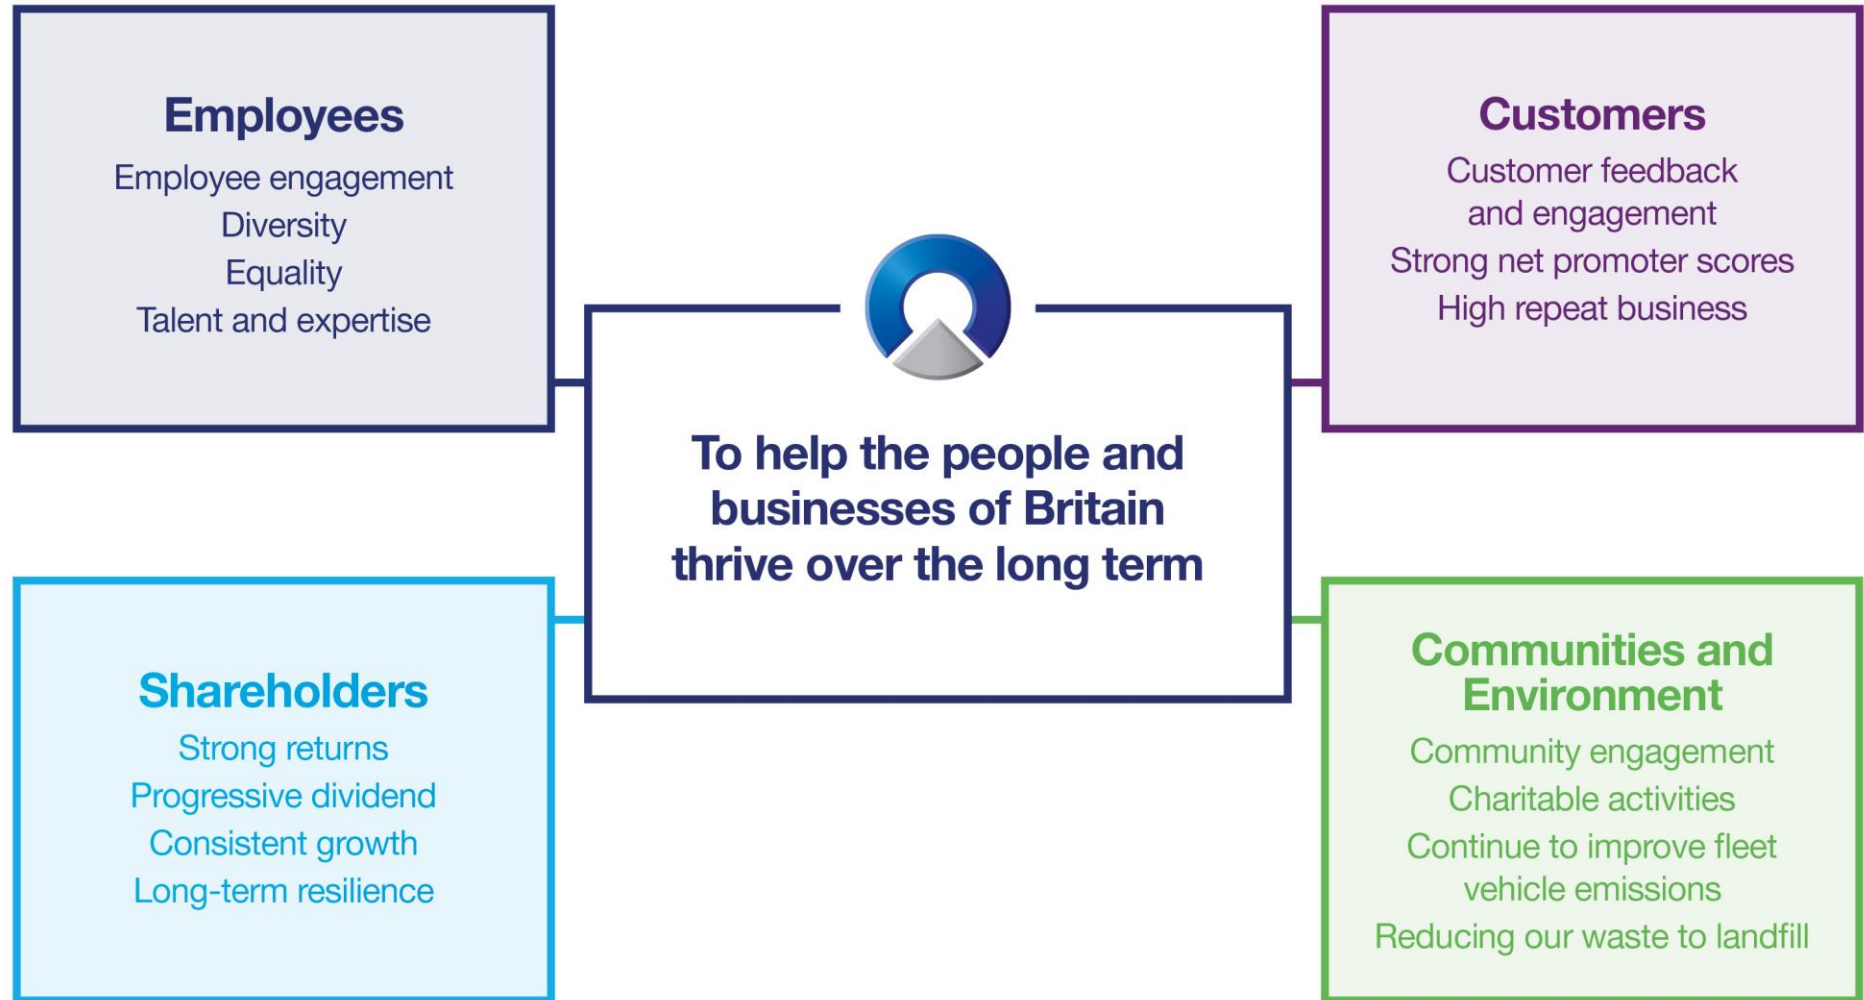 Employees
Employee engagement
Diversity
Equality
Talent and expertise
Customers
Customer feedback
and engagement
Strong net promoter scores
High repeat business
To help the people and
businesses of Britain
thrive over the long term
Shareholders
Strong returns
Progressive dividend
Consistent growth
Long-term resilience
Communities and
Environment
Community engagement
Charitable activities
Continue to improve fleet
vehicle emissions
Reducing our waste to landfill